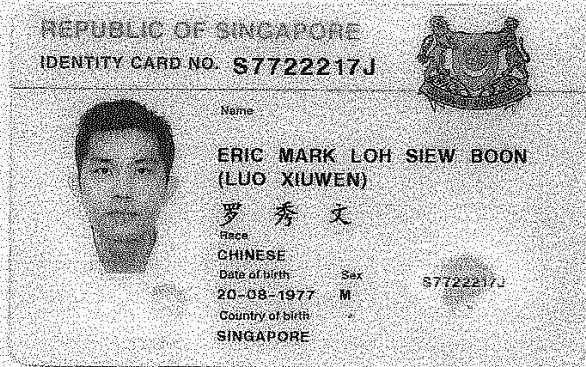 REPUBLIC OF SINGAPORE
IDENTITY CARD NO. S7722217J
Name
ERIC MARK LOH SIEW BOON
(LUO XIUWEN)
罗 秀 文
Race
CHINESE
Date of birth Sex
20-08-1977 M
S7722217J
Country of birth
SINGAPORE